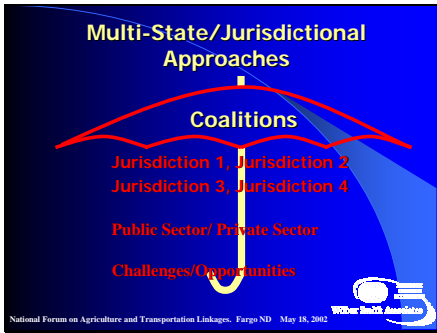 Multi-State/Jurisdictional
Approaches
Coalitions
Jurisdiction 1, Jurisdiction 2
Jurisdiction 3, Jurisdiction 4
Public Sector/ Private Sector
Challenges/Opportunities
Wilbur Smith Associates
National Forum on Agriculture and Transportation Linkages. Fargo ND May 18, 2002